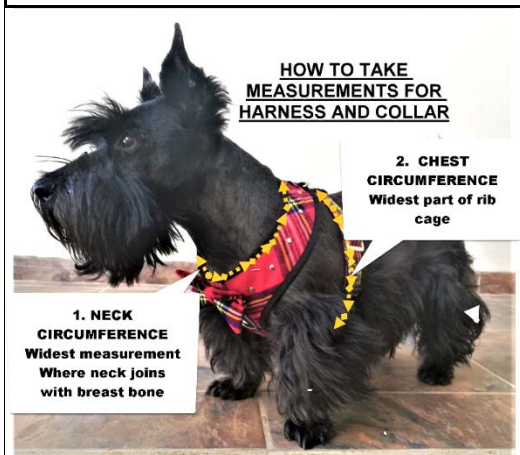 HOW TO TAKE
MEASUREMENTS FOR
HARNESS AND COLLAR
2. CHEST
CIRCUMFERENCE
Widest part of rib
cage
1. NECK
CIRCUMFERENCE
Widest measurement
Where neck joins
with breast bone